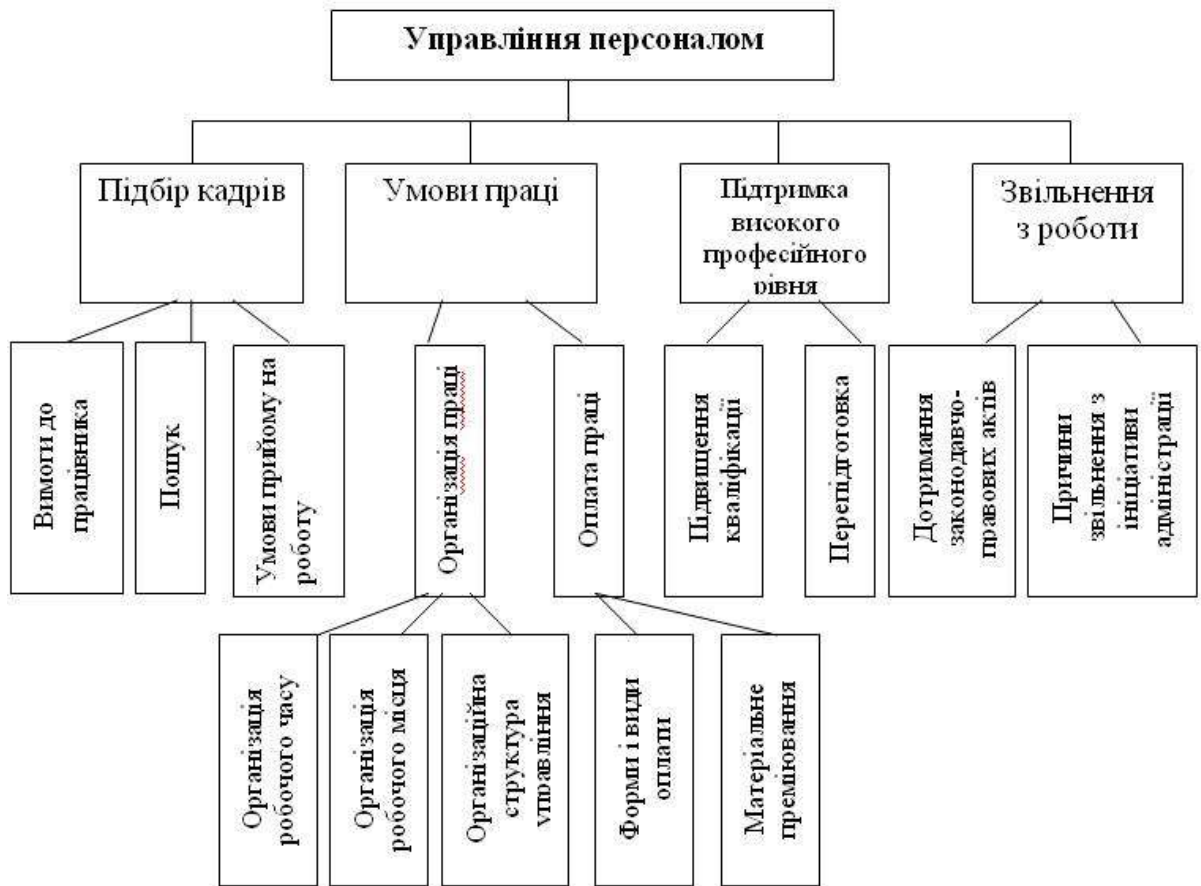 Управління персоналом
Підбір кадрів
Умови праці
Підтримка
високого
професійного
рівня
Звільнення
з роботи
Вимоги до
працівника
Пошук
Умови прийому на
роботу
Організація праці
Оплата праці
Підвищення
кваліфікації
Перепідготовка
Дотримання
законодавчо-
правових актів
Причини
звільнення з
ініціативи
адміністрації
Організація
робочого часу
Організація
робочого місця
Організаційна
структура
управління
Форми і види
оплати
Матеріальне
преміювання